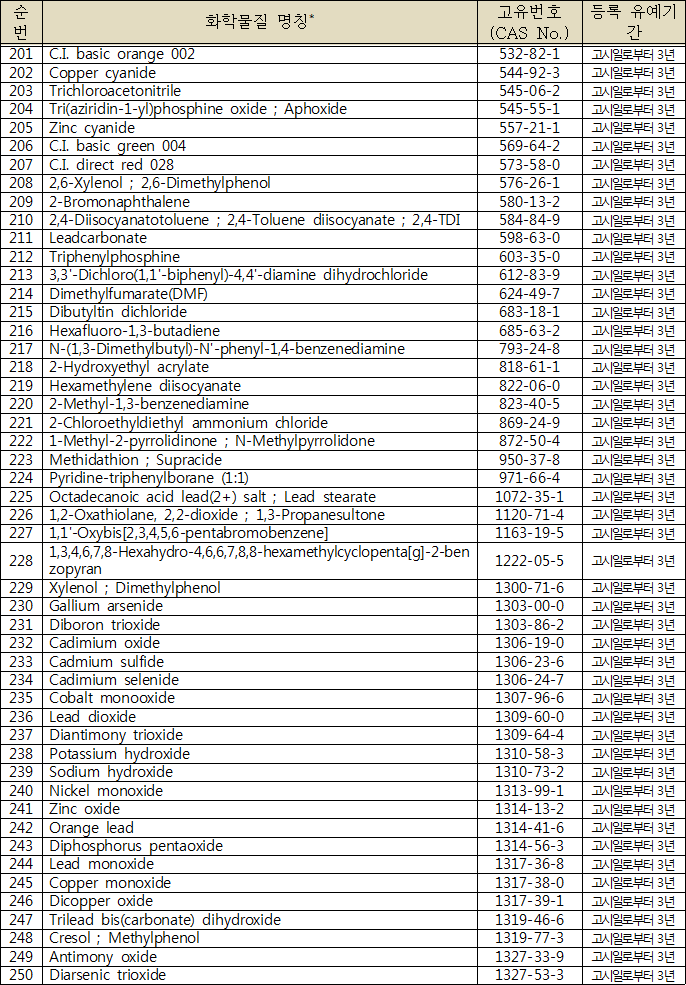 순번 화학물질 명칭* 고유번호 (CAS No.) 등록 유예기간
201 C.I. basic orange 002 532-82-1 고시일로부터 3년
202 Copper cyanide 544-92-3 고시일로부터 3년
203 Trichloroacetonitrile 545-06-2 고시일로부터 3년
204 Tri(aziridin-1-yl)phosphine oxide ; Aphoxide 545-55-1 고시일로부터 3년
205 Zinc cyanide 557-21-1 고시일로부터 3년
206 C.I. basic green 004 569-64-2 고시일로부터 3년
207 C.I. direct red 028 573-58-0 고시일로부터 3년
208 2,6-Xylenol ; 2,6-Dimethylphenol 576-26-1 고시일로부터 3년
209 2-Bromonaphthalene 580-13-2 고시일로부터 3년
210 2,4-Diisocyanatotoluene ; 2,4-Toluene diisocyanate ; 2,4-TDI 584-84-9 고시일로부터 3년
211 Leadcarbonate 598-63-0 고시일로부터 3년
212 Triphenylphosphine 603-35-0 고시일로부터 3년
213 3,3'-Dichloro(1,1'-biphenyl)-4,4'-diamine dihydrochloride 612-83-9 고시일로부터 3년
214 Dimethylfumarate(DMF) 624-49-7 고시일로부터 3년
215 Dibutyltin dichloride 683-18-1 고시일로부터 3년
216 Hexafluoro-1,3-butadiene 685-63-2 고시일로부터 3년
217 N-(1,3-Dimethylbutyl)-N'-phenyl-1,4-benzenediamine 793-24-8 고시일로부터 3년
218 2-Hydroxyethyl acrylate 818-61-1 고시일로부터 3년
219 Hexamethylene diisocyanate 822-06-0 고시일로부터 3년
220 2-Methyl-1,3-benzenediamine 823-40-5 고시일로부터 3년
221 2-Chloroethyldiethyl ammonium chloride 869-24-9 고시일로부터 3년
222 1-Methyl-2-pyrrolidinone ; N-Methylpyrrolidone 872-50-4 고시일로부터 3년
223 Methidathion ; Supracide 950-37-8 고시일로부터 3년
224 Pyridine-triphenylborane (1:1) 971-66-4 고시일로부터 3년
225 Octadecanoic acid lead(2+) salt ; Lead stearate 1072-35-1 고시일로부터 3년
226 1,2-Oxathiolane, 2,2-dioxide ; 1,3-Propanesultone 1120-71-4 고시일로부터 3년
227 1,1'-Oxybis[2,3,4,5,6-pentabromobenzene] 1163-19-5 고시일로부터 3년
228 1,3,4,6,7,8-Hexahydro-4,6,6,7,8,8-hexamethylcyclopenta[g]-2-ben
zopyran 1222-05-5 고시일로부터 3년
229 Xylenol ; Dimethylphenol 1300-71-6 고시일로부터 3년
230 Gallium arsenide 1303-00-0 고시일로부터 3년
231 Diboron trioxide 1303-86-2 고시일로부터 3년
232 Cadimium oxide 1306-19-0 고시일로부터 3년
233 Cadmium sulfide 1306-23-6 고시일로부터 3년
234 Cadimium selenide 1306-24-7 고시일로부터 3년
235 Cobalt monooxide 1307-96-6 고시일로부터 3년
236 Lead dioxide 1309-60-0 고시일로부터 3년
237 Diantimony trioxide 1309-64-4 고시일로부터 3년
238 Potassium hydroxide 1310-58-3 고시일로부터 3년
239 Sodium hydroxide 1310-73-2 고시일로부터 3년
240 Nickel monoxide 1313-99-1 고시일로부터 3년
241 Zinc oxide 1314-13-2 고시일로부터 3년
242 Orange lead 1314-41-6 고시일로부터 3년
243 Diphosphorus pentaoxide 1314-56-3 고시일로부터 3년
244 Lead monoxide 1317-36-8 고시일로부터 3년
245 Copper monoxide 1317-38-0 고시일로부터 3년
246 Dicopper oxide 1317-39-1 고시일로부터 3년
247 Trilead bis(carbonate) dihydroxide 1319-46-6 고시일로부터 3년
248 Cresol ; Methylphenol 1319-77-3 고시일로부터 3년
249 Antimony oxide 1327-33-9 고시일로부터 3년
250 Diarsenic trioxide 1327-53-3 고시일로부터 3년